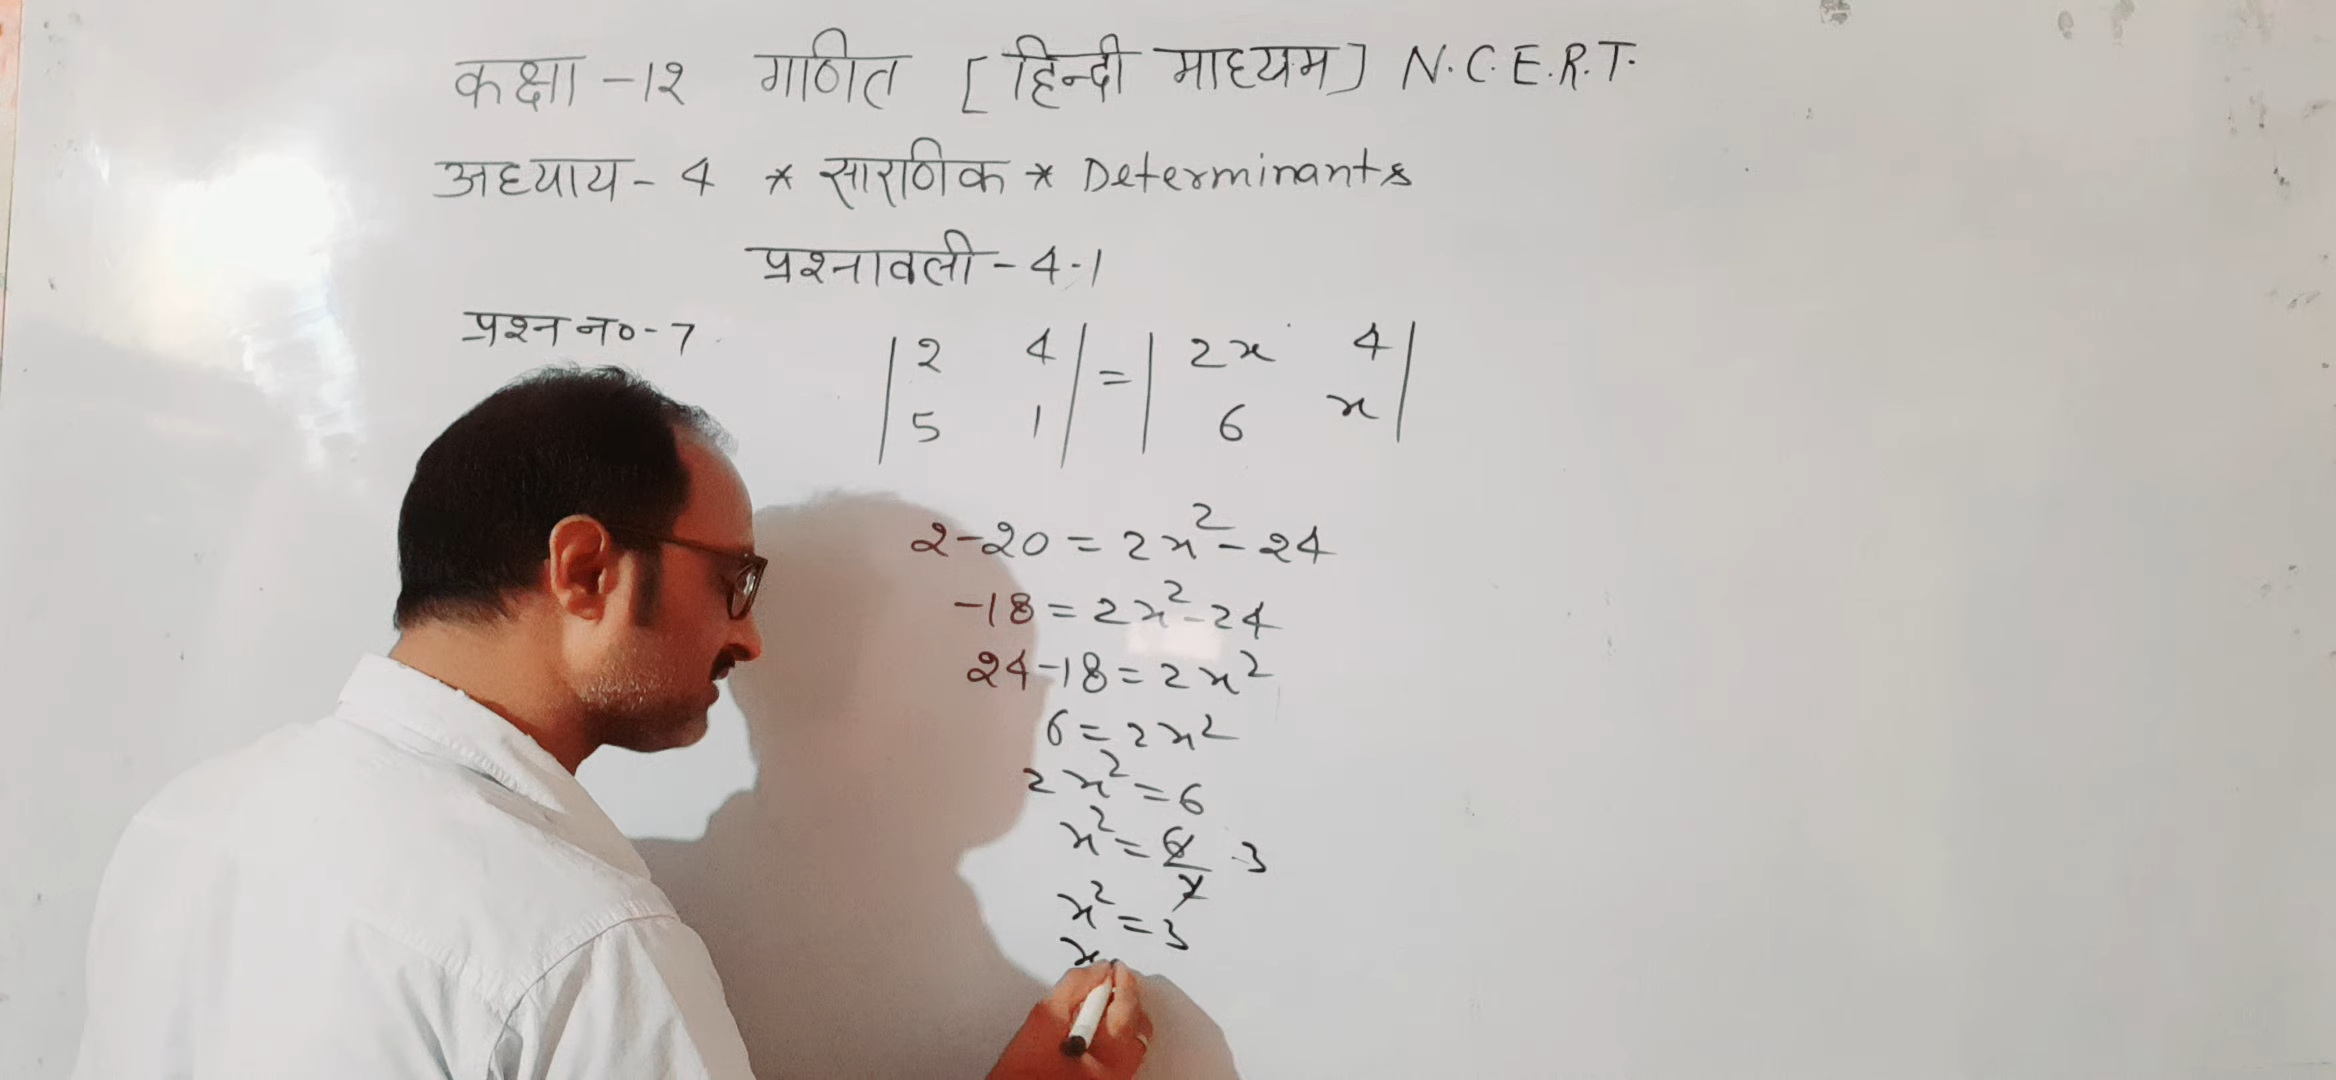 कक्षा -१२ गणित [हिन्दी माध्यम] N.C.E.R.T.
अध्याय - 4 * सारणिक * Determinants
प्रश्नावली - 4.1
प्रश्न न० - 7
| 2 4 | = | 2x 4 |
| 5 1 | | 6 x |
2-20 = 2x² - 24
-18 = 2x² - 24
24-18 = 2x²
6 = 2x²
2x² = 6
x² = 6/2 3
x² = 3
x